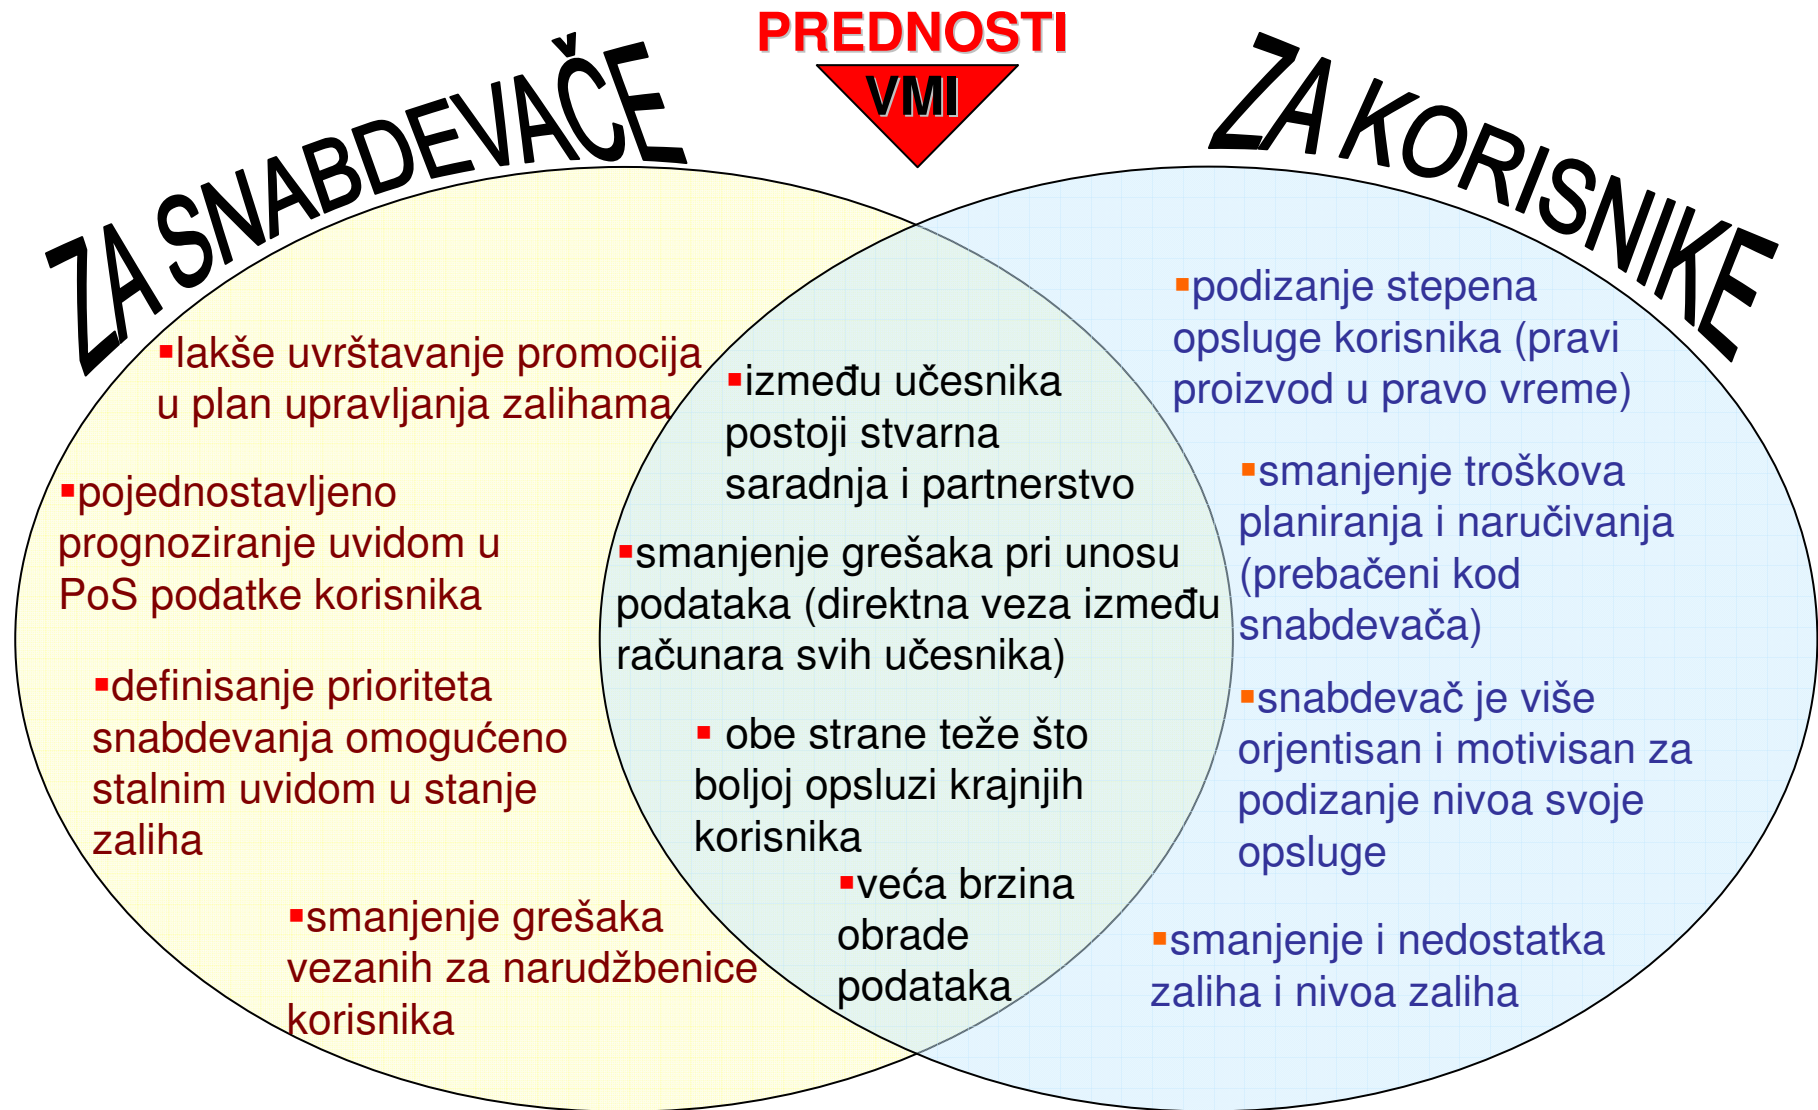 PREDNOSTI
VMI
ZA SNABDEVAČE
▪lakše uvrštavanje promocija
u plan upravljanja zalihama
▪pojednostavljeno
prognoziranje uvidom u
PoS podatke korisnika
▪definisanje prioriteta
snabdevanja omogućeno
stalnim uvidom u stanje
zaliha
▪smanjenje grešaka
vezanih za narudžbenice
korisnika
▪između učesnika
postoji stvarna
saradnja i partnerstvo
▪smanjenje grešaka pri unosu
podataka (direktna veza između
računara svih učesnika)
▪ obe strane teže što
boljoj opsluzi krajnjih
korisnika
▪veća brzina
obrade
podataka
ZA KORISNIKE
▪podizanje stepena
opsluge korisnika (pravi
proizvod u pravo vreme)
▪smanjenje troškova
planiranja i naručivanja
(prebačeni kod
snabdevača)
▪snabdevač je više
orjentisan i motivisan za
podizanje nivoa svoje
opsluge
▪smanjenje i nedostatka
zaliha i nivoa zaliha